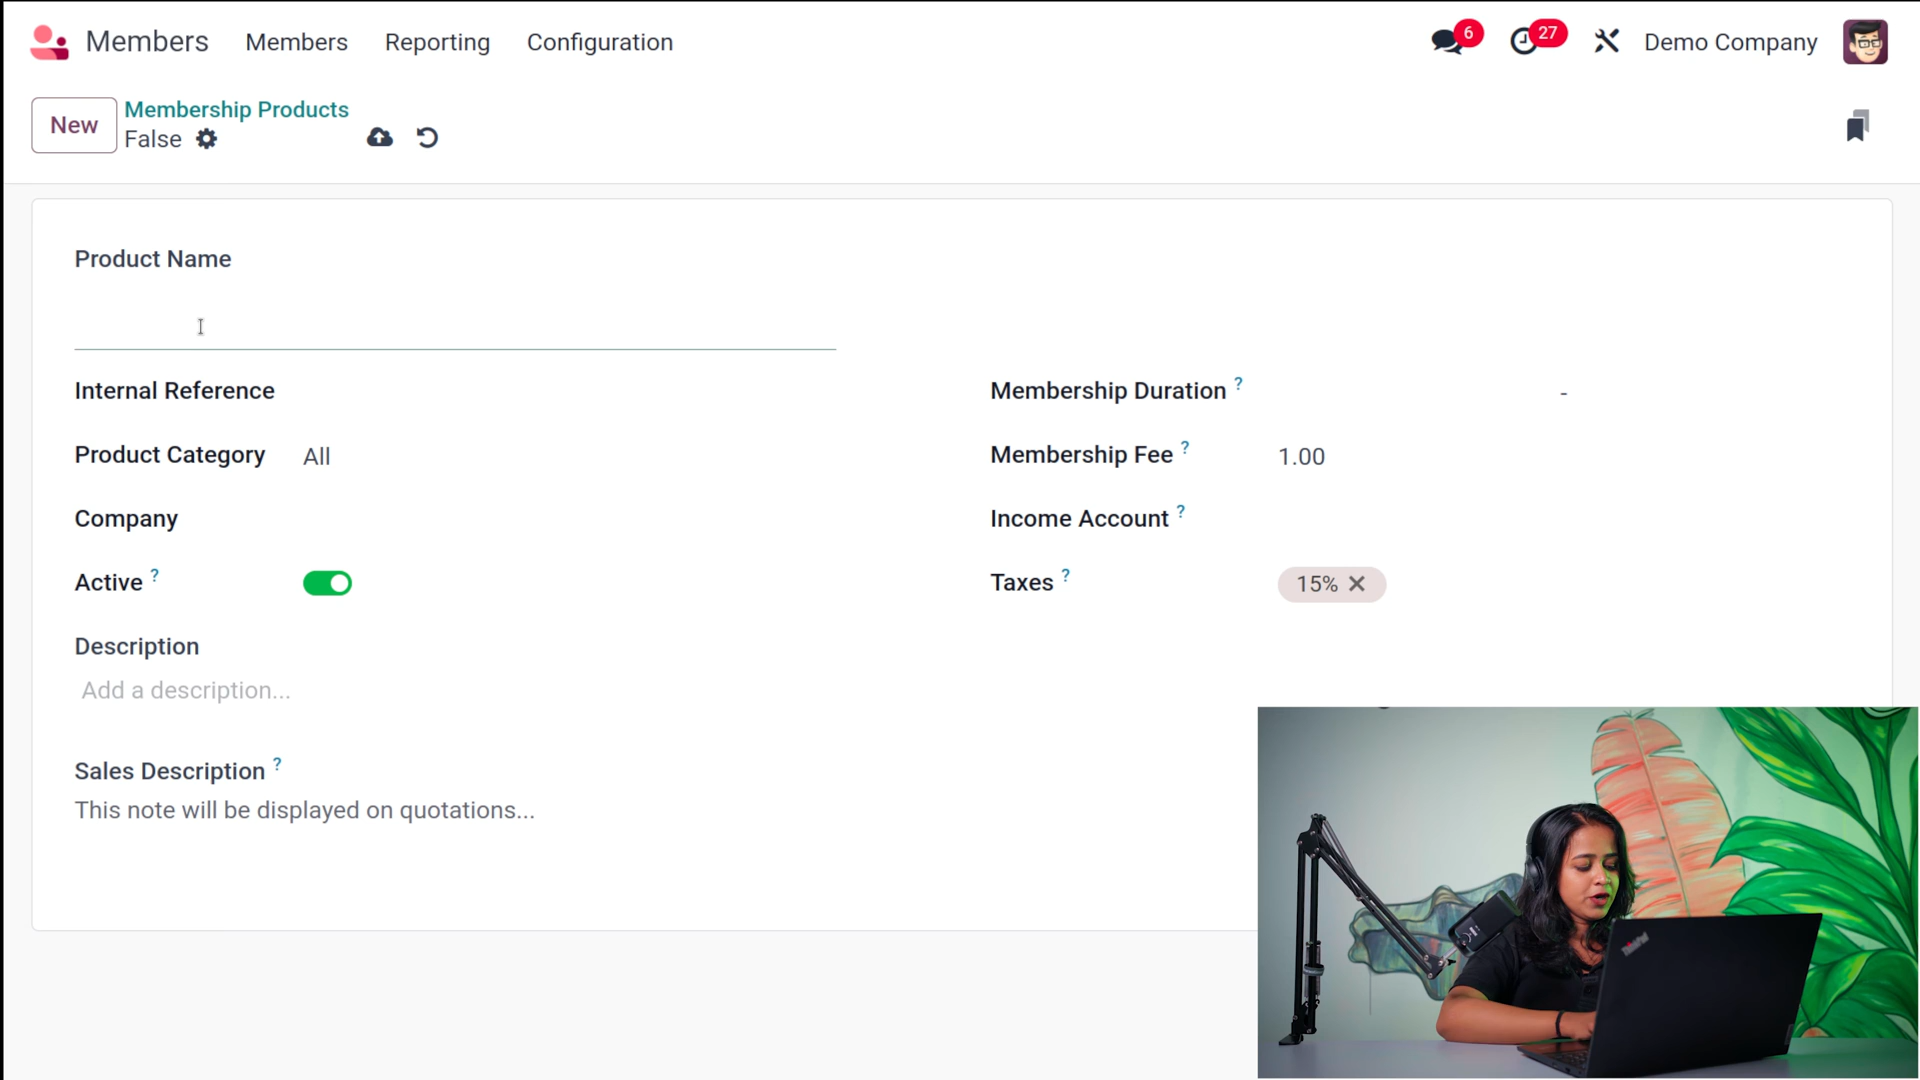 Members Members Reporting Configuration 6 27 Demo Company
New Membership Products
False
Product Name
Internal Reference
Membership Duration ? -
Product Category All
Membership Fee ? 1.00
Company
Income Account ?
Active ?
Taxes ? 15%
Description
Add a description...
Sales Description ?
This note will be displayed on quotations...
ThinkPad